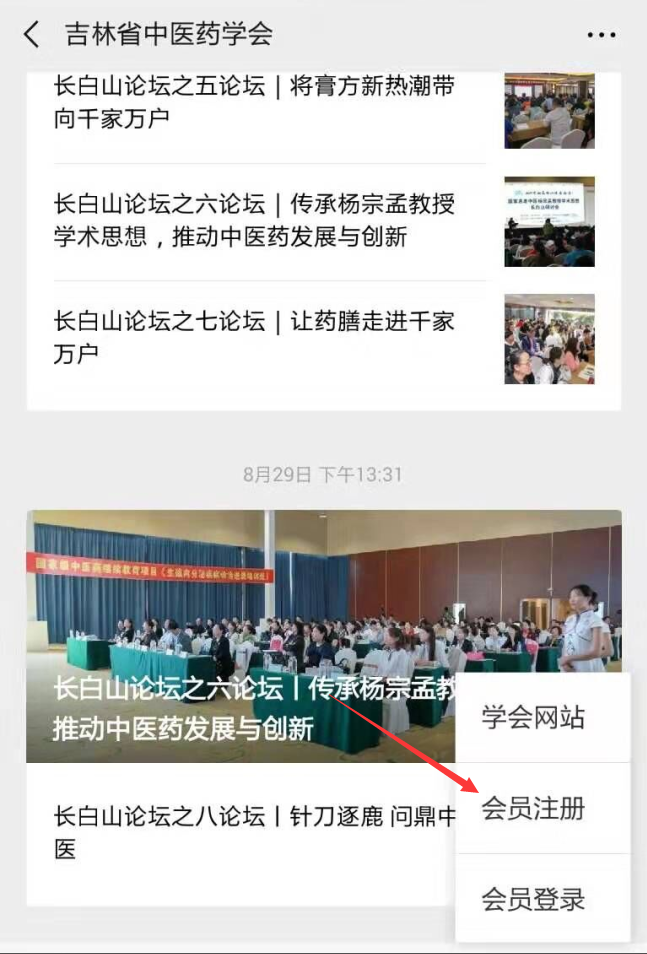 吉林省中医药学会
长白山论坛之五论坛｜将膏方新热潮带
向千家万户
长白山论坛之六论坛｜传承杨宗孟教授
学术思想，推动中医药发展与创新
长白山论坛之七论坛｜让药膳走进千家
万户
8月29日 下午13:31
长白山论坛之六论坛丨传承杨宗孟教
推动中医药发展与创新
长白山论坛之八论坛丨针刀逐鹿 问鼎中
医
学会网站
会员注册
会员登录